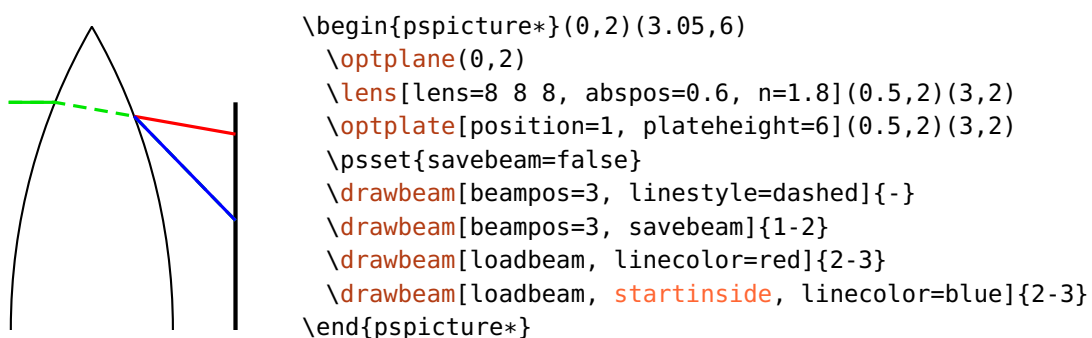 \begin{pspicture*}(0,2)(3.05,6)
\optplane(0,2)
\lens[lens=8 8 8, abspos=0.6, n=1.8](0.5,2)(3,2)
\optplate[position=1, plateheight=6](0.5,2)(3,2)
\psset{savebeam=false}
\drawbeam[beampos=3, linestyle=dashed]{-}
\drawbeam[beampos=3, savebeam]{1-2}
\drawbeam[loadbeam, linecolor=red]{2-3}
\drawbeam[loadbeam, startinside, linecolor=blue]{2-3}
\end{pspicture*}